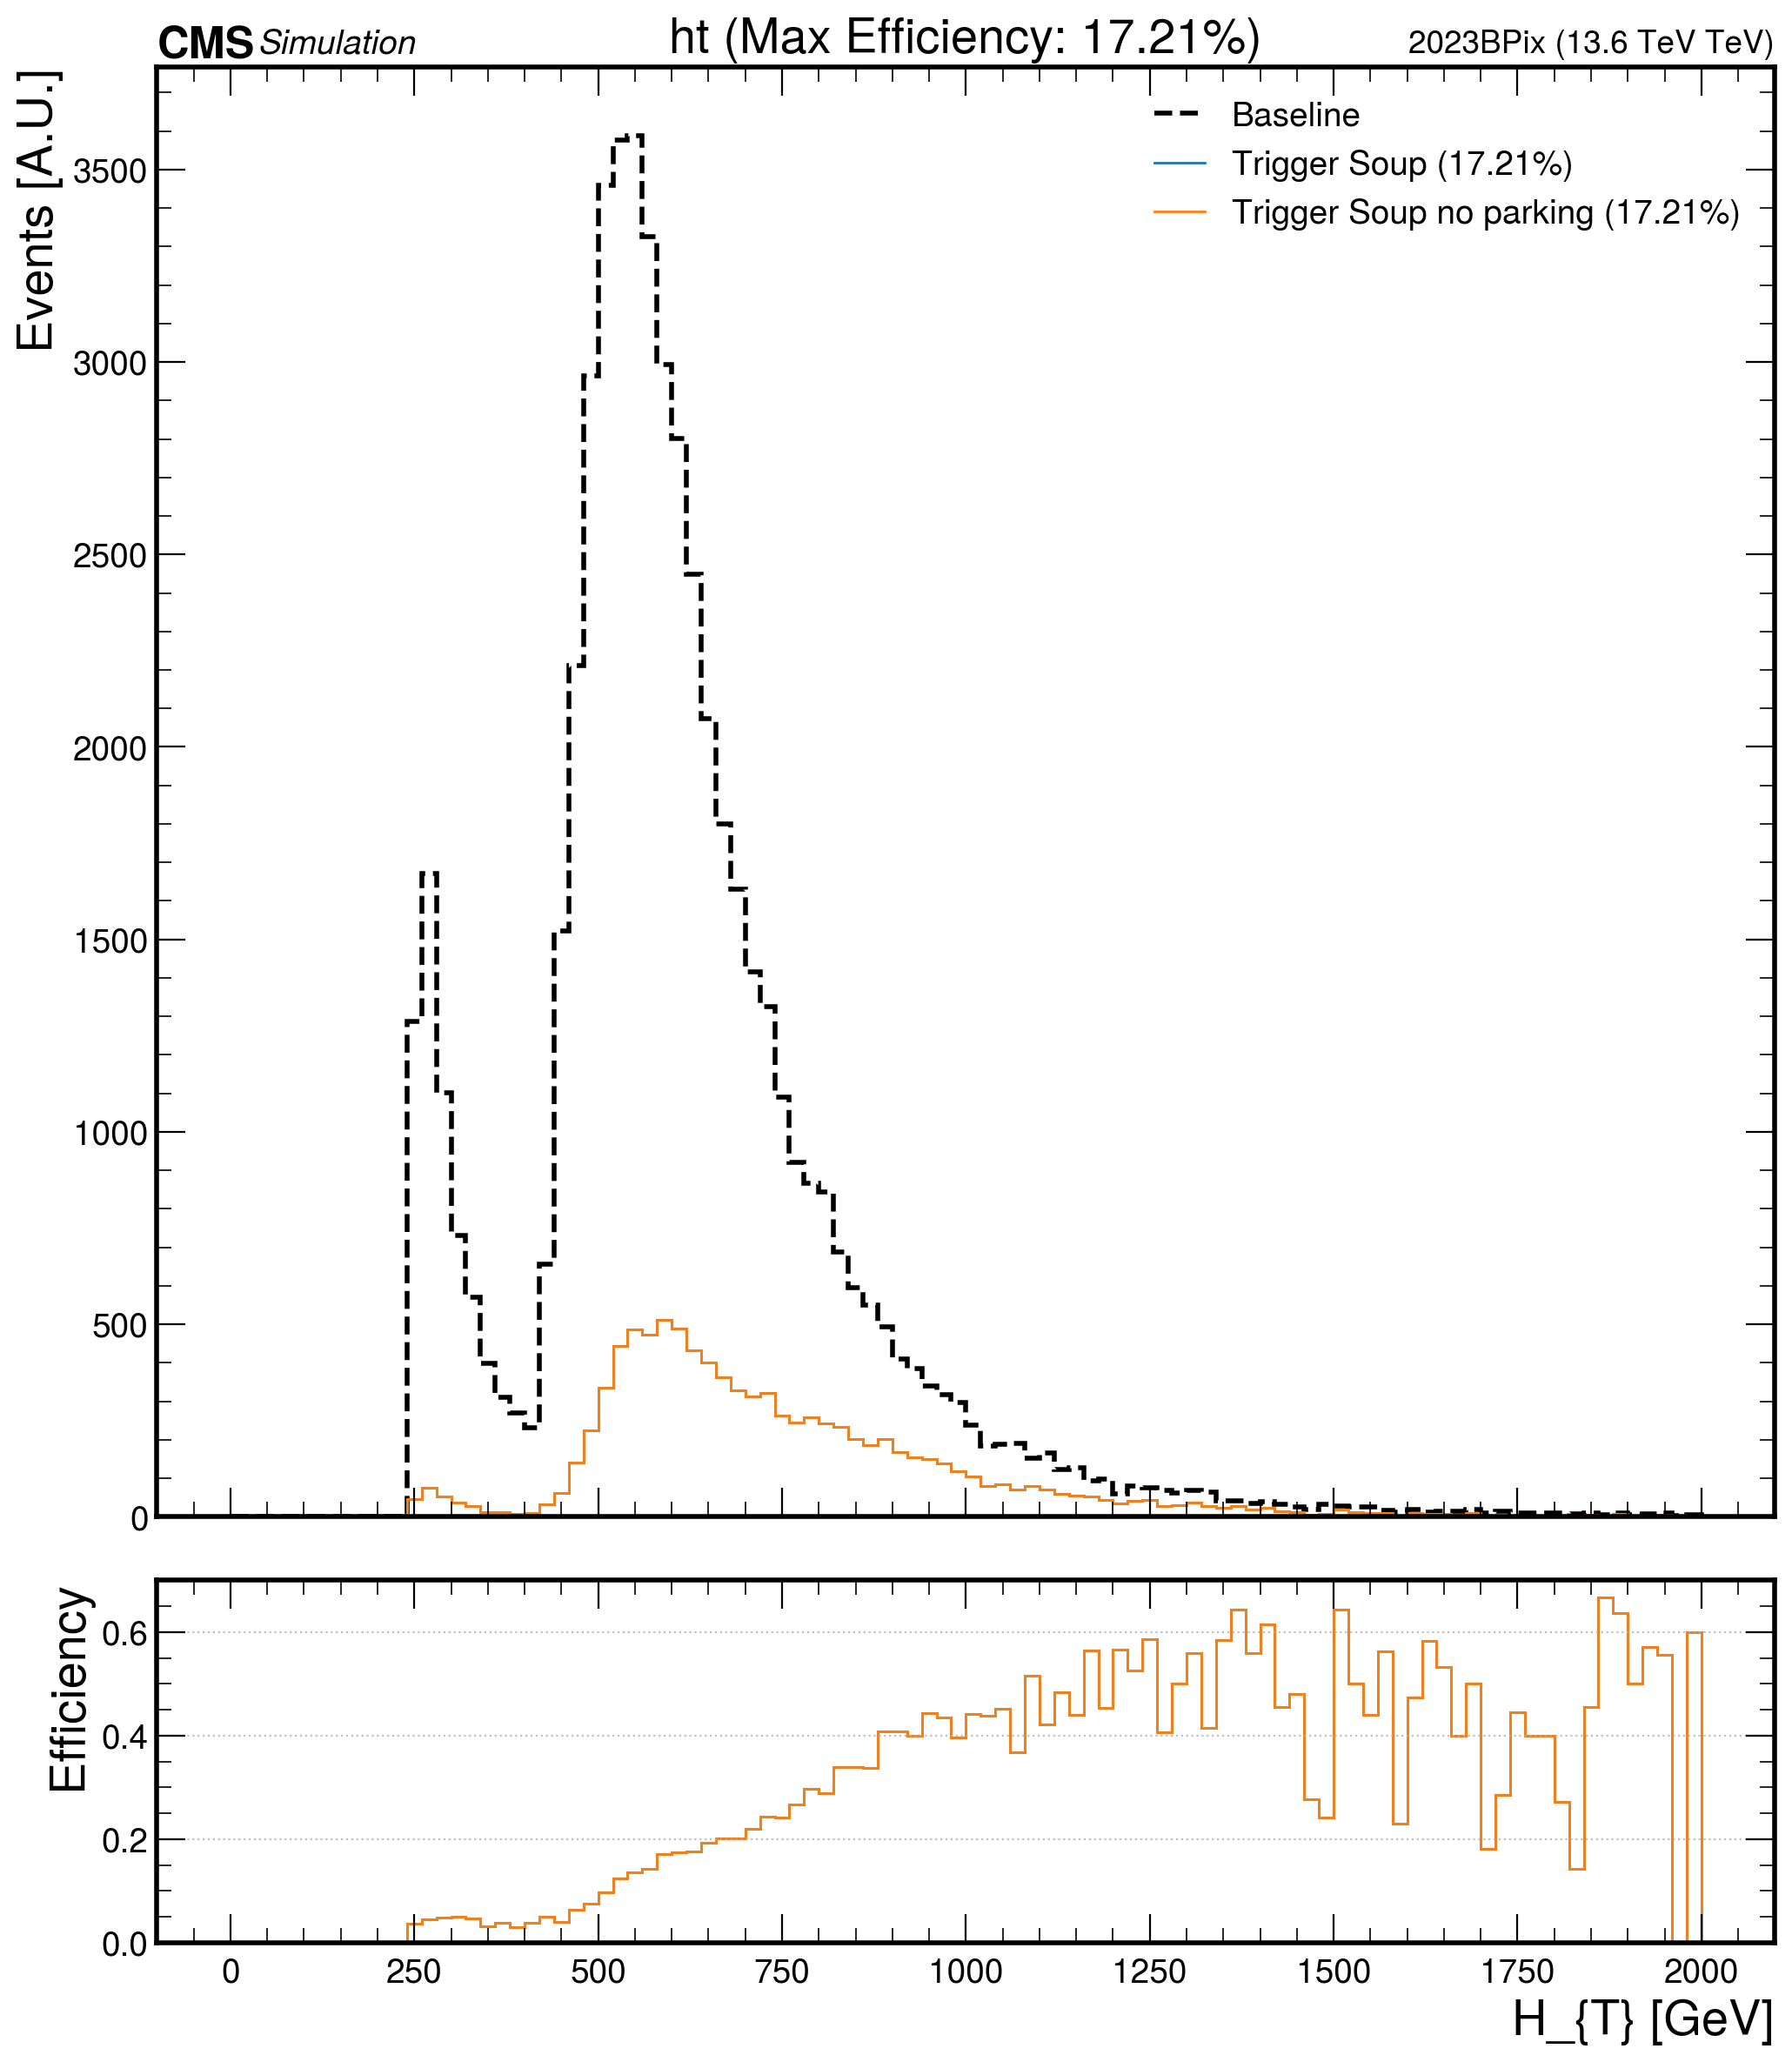 CMS Simulation ht (Max Efficiency: 17.21%) 2023BPix (13.6 TeV TeV)
Events [A.U.]
Baseline
Trigger Soup (17.21%)
Trigger Soup no parking (17.21%)
3500
3000
2500
2000
1500
1000
500
0
Efficiency
0.6
0.4
0.2
0.0
0 250 500 750 1000 1250 1500 1750 2000
H_{T} [GeV]